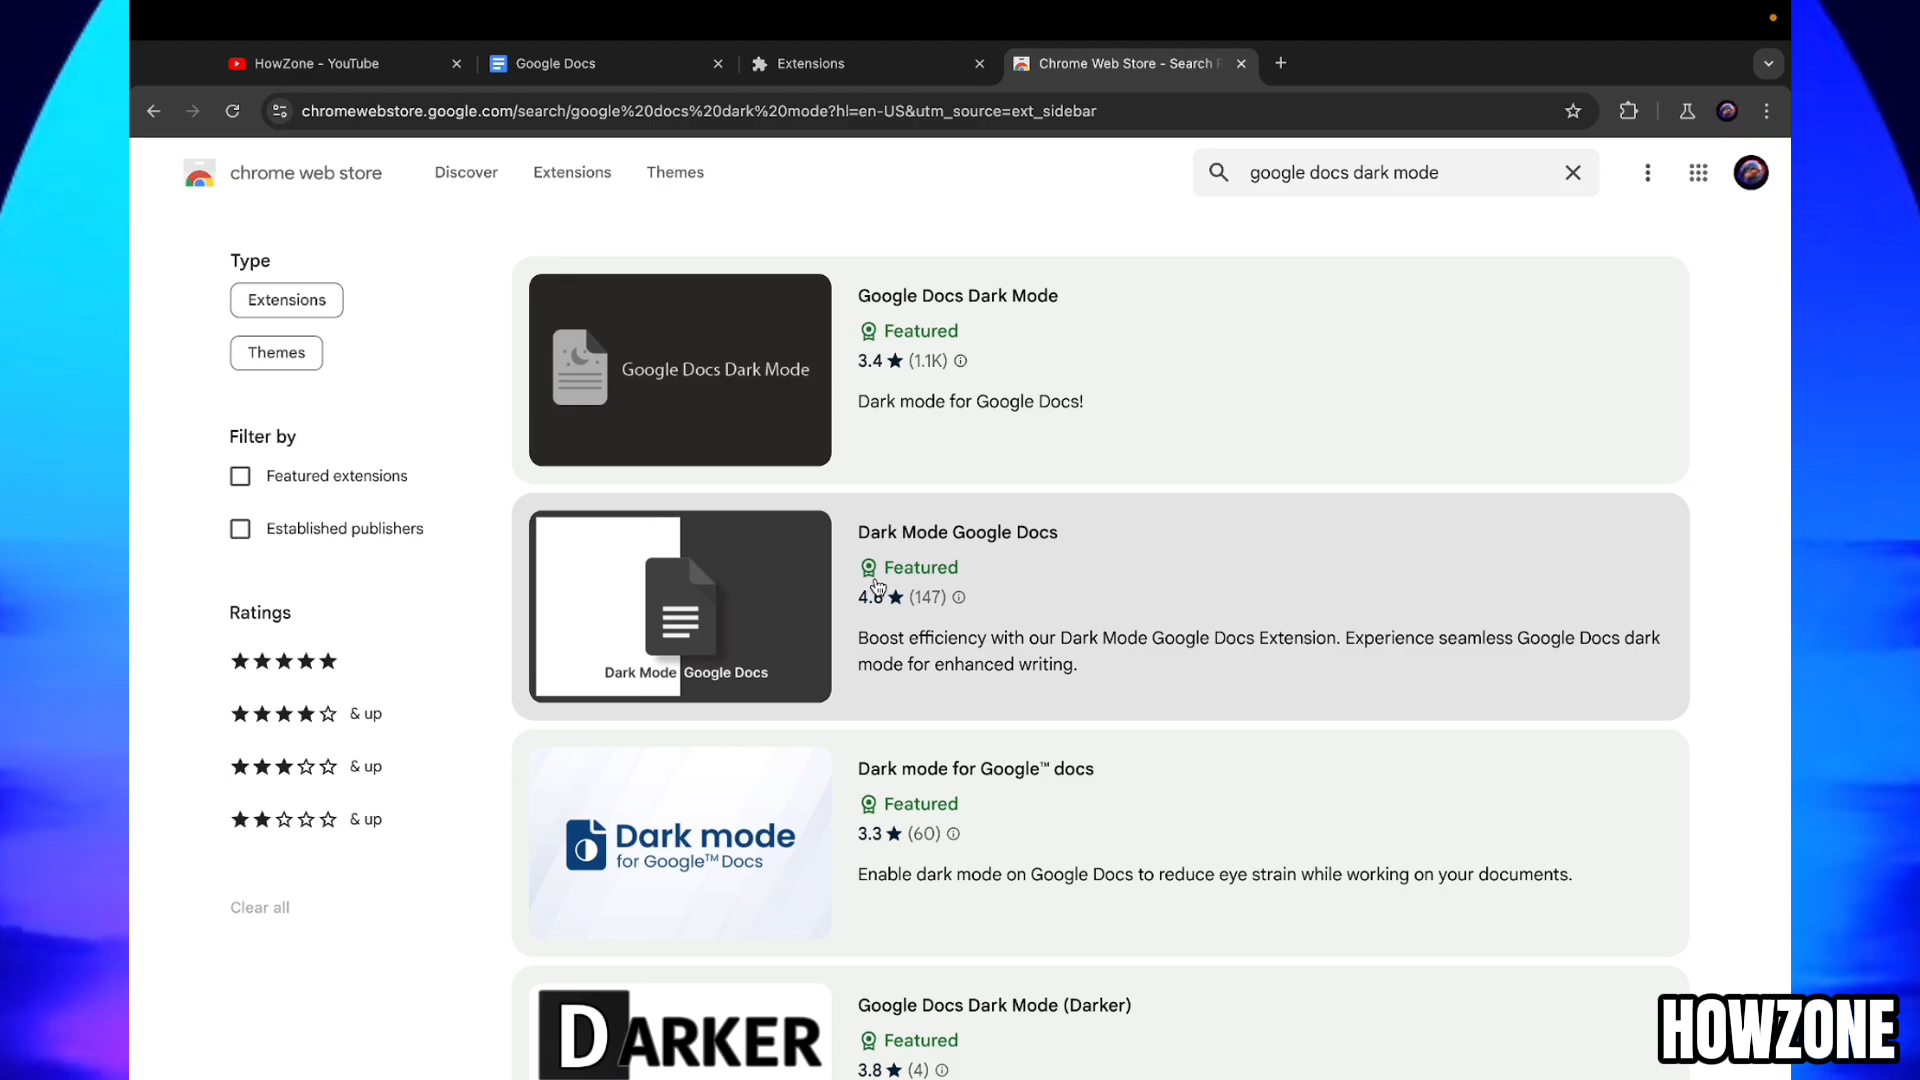 HowZone - YouTube
Google Docs
Extensions
Chrome Web Store - Search
chromewebstore.google.com/search/google%20docs%20dark%20mode?hl=en-US&utm_source=ext_sidebar
chrome web store
Discover
Extensions
Themes
google docs dark mode
Type
Extensions
Themes
Filter by
Featured extensions
Established publishers
Ratings
& up
& up
& up
Clear all
Google Docs Dark Mode
Google Docs Dark Mode
Featured
3.4 ★ (1.1K)
Dark mode for Google Docs!
Dark Mode Google Docs
Dark Mode Google Docs
Featured
★ (147)
Boost efficiency with our Dark Mode Google Docs Extension. Experience seamless Google Docs dark
mode for enhanced writing.
Dark mode
for Google™Docs
Dark mode for Google™ docs
Featured
3.3 ★ (60)
Enable dark mode on Google Docs to reduce eye strain while working on your documents.
DARKER
Google Docs Dark Mode (Darker)
Featured
3.8 ★ (4)
HOWZONE